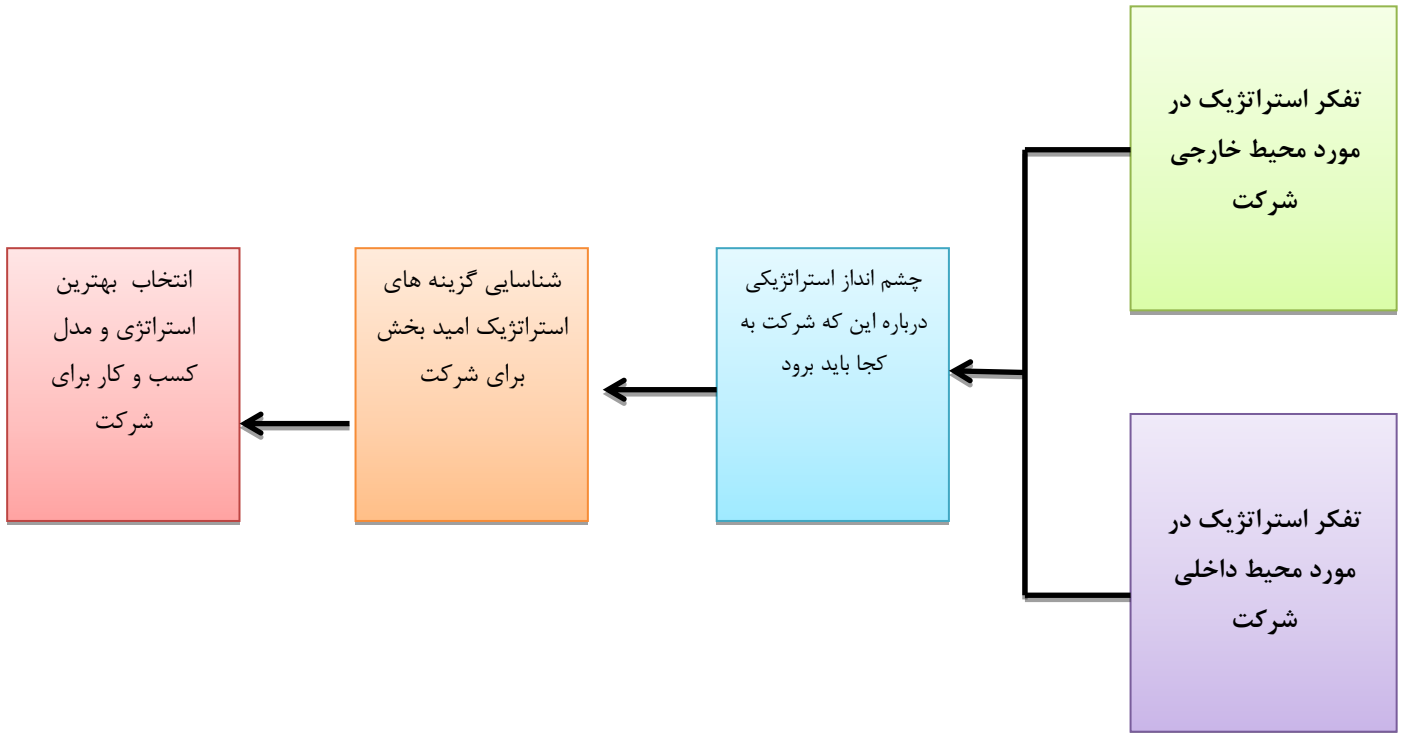 تفکر استراتژیک در
مورد محیط خارجی
شرکت
تفکر استراتژیک در
مورد محیط داخلی
شرکت
چشم انداز استراتژیکی
درباره این که شرکت به
کجا باید برود
شناسایی گزینه های
استراتژیک امید بخش
برای شرکت
انتخاب بهترین
استراتژی و مدل
کسب و کار برای
شرکت